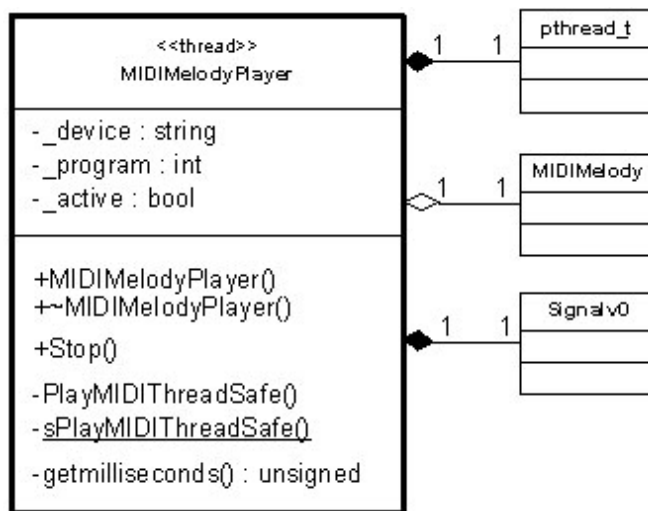 <<thread>>
MIDIMelodyPlayer
-_device : string
-_program : int
-_active : bool
+MIDIMelodyPlayer()
+~MIDIMelodyPlayer()
+Stop()
-PlayMIDIThreadSafe()
-sPlayMIDIThreadSafe()
-getmilliseconds() : unsigned
1 1
pthread_t
1 1
MIDIMelody
1 1
Signalv0